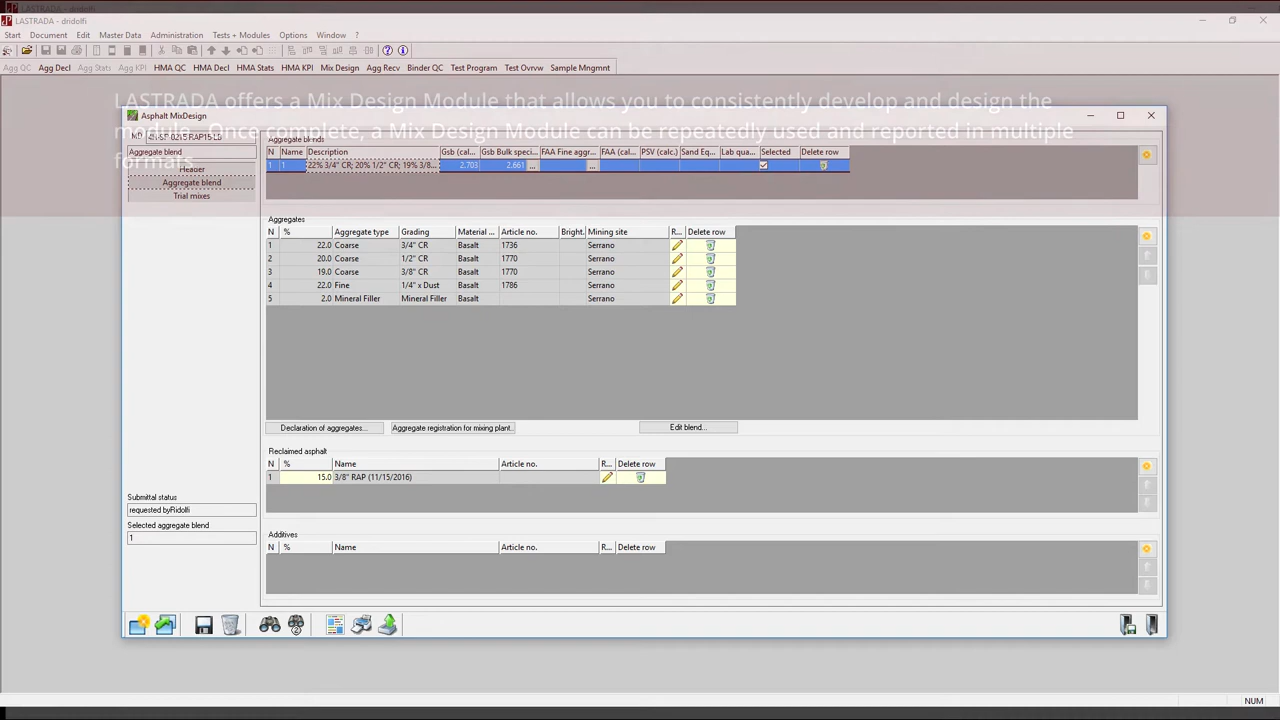 LASTRADA - dridolfi
LASTRADA - dridolfi
Start Document Edit Master Data Administration Tests + Modules Options Window ?
Agg QC Agg Decl Agg Stats Agg KPI HMA QC HMA Decl HMA Stats HMA KPI Mix Design Agg Recv Binder QC Test Program Test Ovrvw Sample Mngmnt
LASTRADA offers a Mix Design Module that allows you to consistently develop and design the
Once complete, a Mix Design Module can be repeatedly used and reported in multiple
formats
Asphalt MixDesign
Aggregate blends
Aggregate blend
Header
Aggregate blend
Trial mixes
N Name Description Gsb (cal... Gsb Bulk speci... FAA Fine aggr... FAA (calc... PSV (calc.) Sand Eq... Lab qua... Selected Delete row
1 1 22% 3/4" CR; 20% 1/2" CR; 19% 3/8... 2.703 2.661 ... ...
Aggregates
N % Aggregate type Grading Material ... Article no. Bright. Mining site R... Delete row
1 22.0 Coarse 3/4" CR Basalt 1736 Serrano
2 20.0 Coarse 1/2" CR Basalt 1770 Serrano
3 19.0 Coarse 3/8" CR Basalt 1770 Serrano
4 22.0 Fine 1/4" x Dust Basalt 1786 Serrano
5 2.0 Mineral Filler Mineral Filler Basalt Serrano
Declaration of aggregates... Aggregate registration for mixing plant.. Edit blend...
Reclaimed asphalt
N % Name Article no. R... Delete row
1 15.0 3/8" RAP (11/15/2016)
Submittal status
requested byRidolfi
Selected aggregate blend
1
Additives
N % Name Article no. R... Delete row
NUM